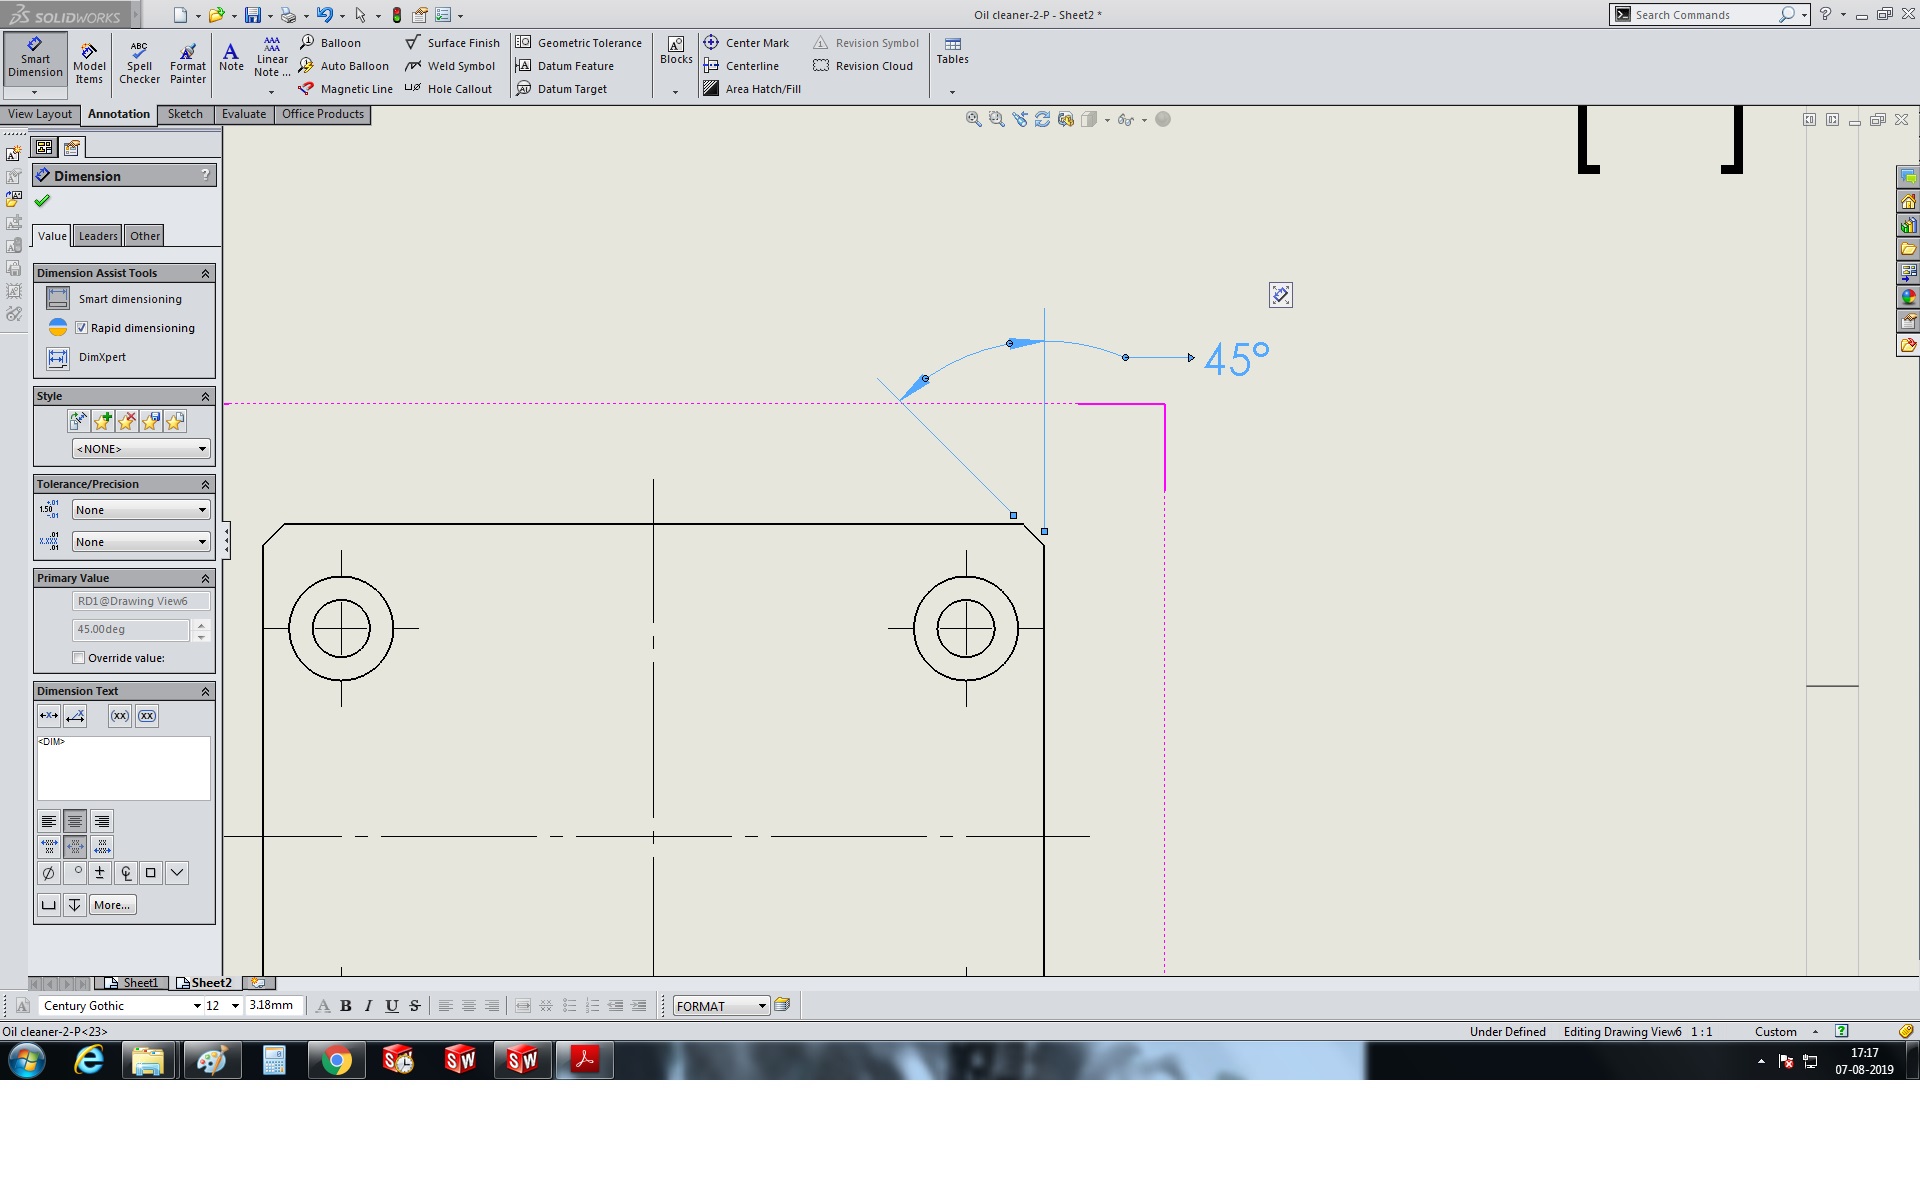 SOLIDWORKS
Oil cleaner-2-P - Sheet2 *
Search Commands
Smart Dimension
Model Items
ABC
Spell Checker
Format Painter
A
Note
AAA
AAA
Linear Note ...
Balloon
Auto Balloon
Magnetic Line
Surface Finish
Weld Symbol
Hole Callout
Geometric Tolerance
Datum Feature
Datum Target
Blocks
Center Mark
Centerline
Area Hatch/Fill
Revision Symbol
Revision Cloud
Tables
View Layout
Annotation
Sketch
Evaluate
Office Products
Dimension
?
Value
Leaders
Other
Dimension Assist Tools
Smart dimensioning
Rapid dimensioning
DimXpert
Style
<NONE>
Tolerance/Precision
None
None
Primary Value
RD1@Drawing View6
45.00deg
Override value:
Dimension Text
(xx)
<DIM>
More...
45°
Sheet1
Sheet2
Century Gothic
12
3.18mm
A B I U S
FORMAT
Oil cleaner-2-P<23>
Under Defined
Editing Drawing View6
1 : 1
Custom
17:17
07-08-2019